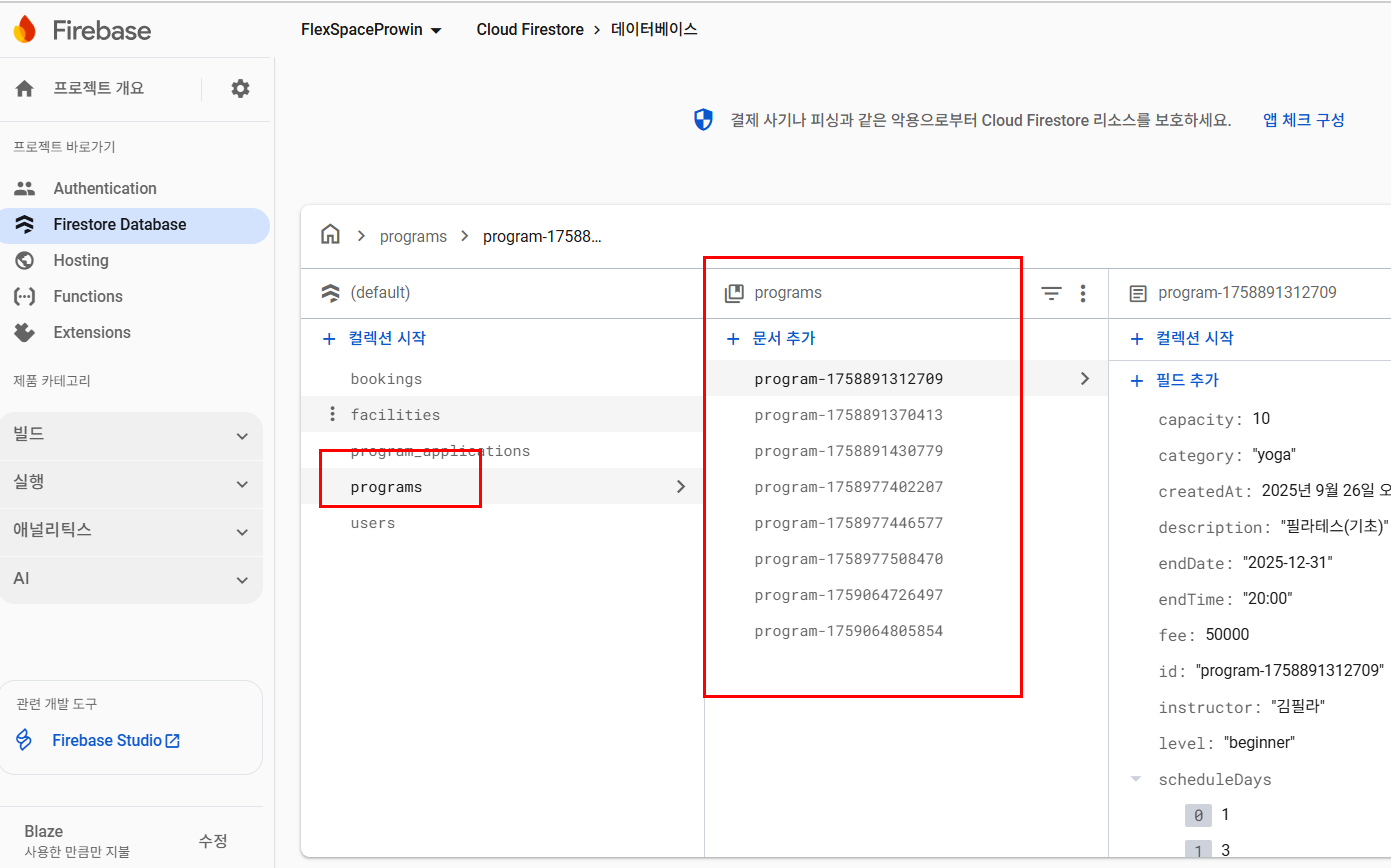 Firebase
FlexSpaceProwin
Cloud Firestore > 데이터베이스
프로젝트 개요
결제 사기나 피싱과 같은 악용으로부터 Cloud Firestore 리소스를 보호하세요.
앱 체크 구성
프로젝트 바로가기
Authentication
Firestore Database
Hosting
Functions
Extensions
제품 카테고리
빌드
실행
애널리틱스
AI
관련 개발 도구
Firebase Studio
Blaze
사용한 만큼만 지불
수정
> programs > program-17588...
(default)
+ 컬렉션 시작
bookings
facilities
program_applications
programs
users
programs
+ 문서 추가
program-1758891312709
program-1758891370413
program-1758891430779
program-1758977402207
program-1758977446577
program-1758977508470
program-1759064726497
program-1759064805854
program-1758891312709
+ 컬렉션 시작
+ 필드 추가
capacity: 10
category: "yoga"
createdAt: 2025년 9월 26일 오
description: "필라테스(기초)"
endDate: "2025-12-31"
endTime: "20:00"
fee: 50000
id: "program-1758891312709"
instructor: "김필라"
level: "beginner"
scheduleDays
0 1
1 3